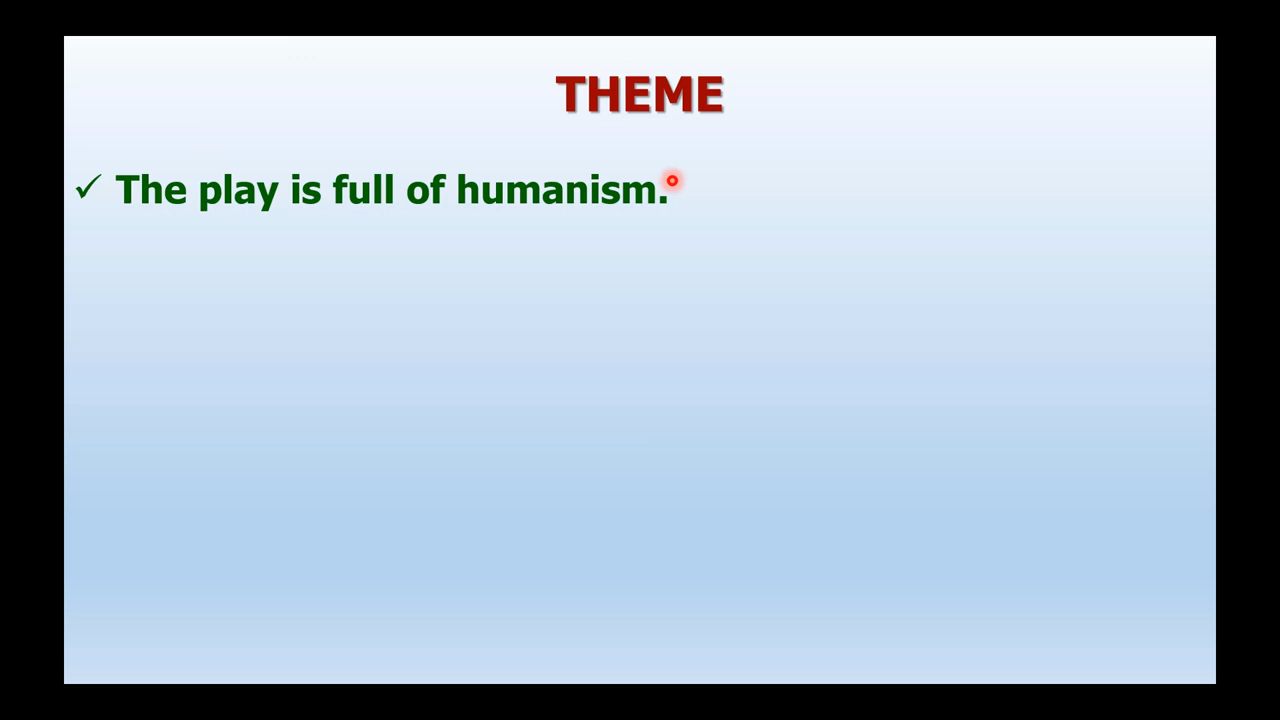 THEME
✓ The play is full of humanism.